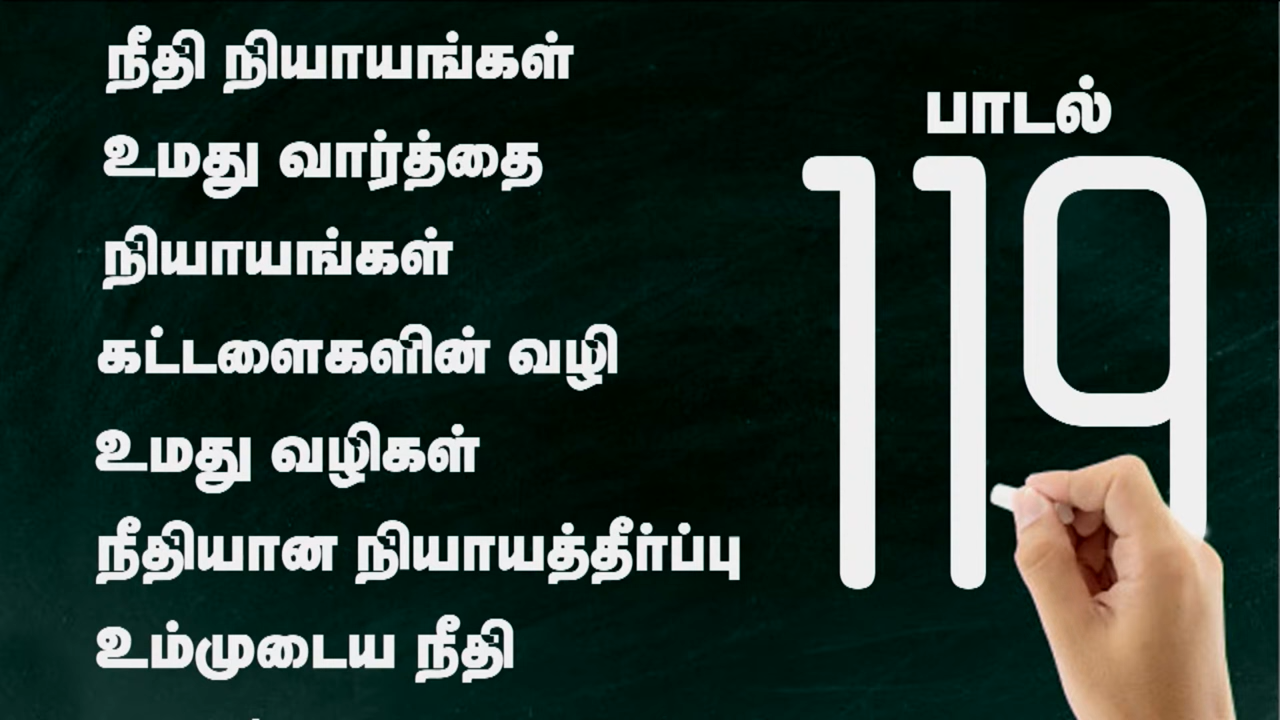 நீதி நியாயங்கள்
உமது வார்த்தை
நியாயங்கள்
கட்டளைகளின் வழி
உமது வழிகள்
நீதியான நியாயத்தீர்ப்பு
உம்முடைய நீதி
பாடல்
119